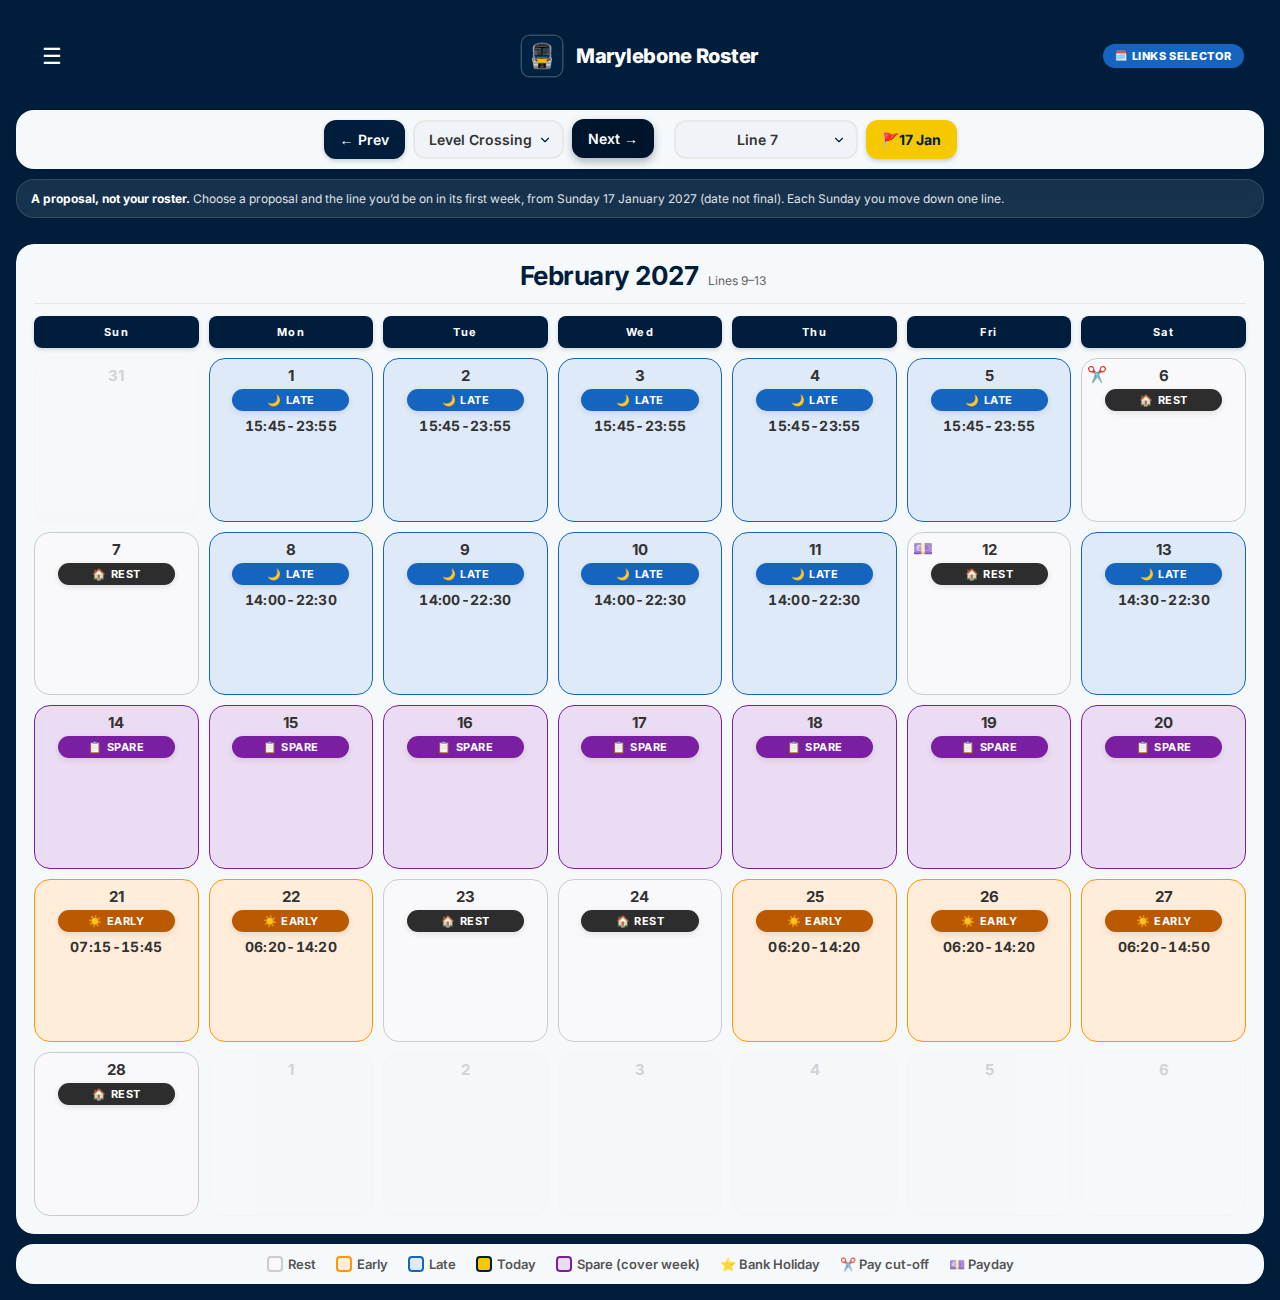 ☰ Marylebone Roster 🗓️ LINKS SELECTOR
← Prev Level Crossing Next → Line 7 🚩17 Jan
A proposal, not your roster. Choose a proposal and the line you’d be on in its first week, from Sunday 17 January 2027 (date not final). Each Sunday you move down one line.
February 2027 Lines 9–13
Sun Mon Tue Wed Thu Fri Sat
31 1 2 3 4 5 ✂️ 6
🌙 LATE 🌙 LATE 🌙 LATE 🌙 LATE 🌙 LATE 🏠 REST
15:45-23:55 15:45-23:55 15:45-23:55 15:45-23:55 15:45-23:55
7 8 9 10 11 💷 12 13
🏠 REST 🌙 LATE 🌙 LATE 🌙 LATE 🌙 LATE 🏠 REST 🌙 LATE
14:00-22:30 14:00-22:30 14:00-22:30 14:00-22:30 14:30-22:30
14 15 16 17 18 19 20
📋 SPARE 📋 SPARE 📋 SPARE 📋 SPARE 📋 SPARE 📋 SPARE 📋 SPARE
21 22 23 24 25 26 27
☀️ EARLY ☀️ EARLY 🏠 REST 🏠 REST ☀️ EARLY ☀️ EARLY ☀️ EARLY
07:15-15:45 06:20-14:20 06:20-14:20 06:20-14:20 06:20-14:50
28 1 2 3 4 5 6
🏠 REST
Rest Early Late Today Spare (cover week) ⭐ Bank Holiday ✂️ Pay cut-off 💷 Payday